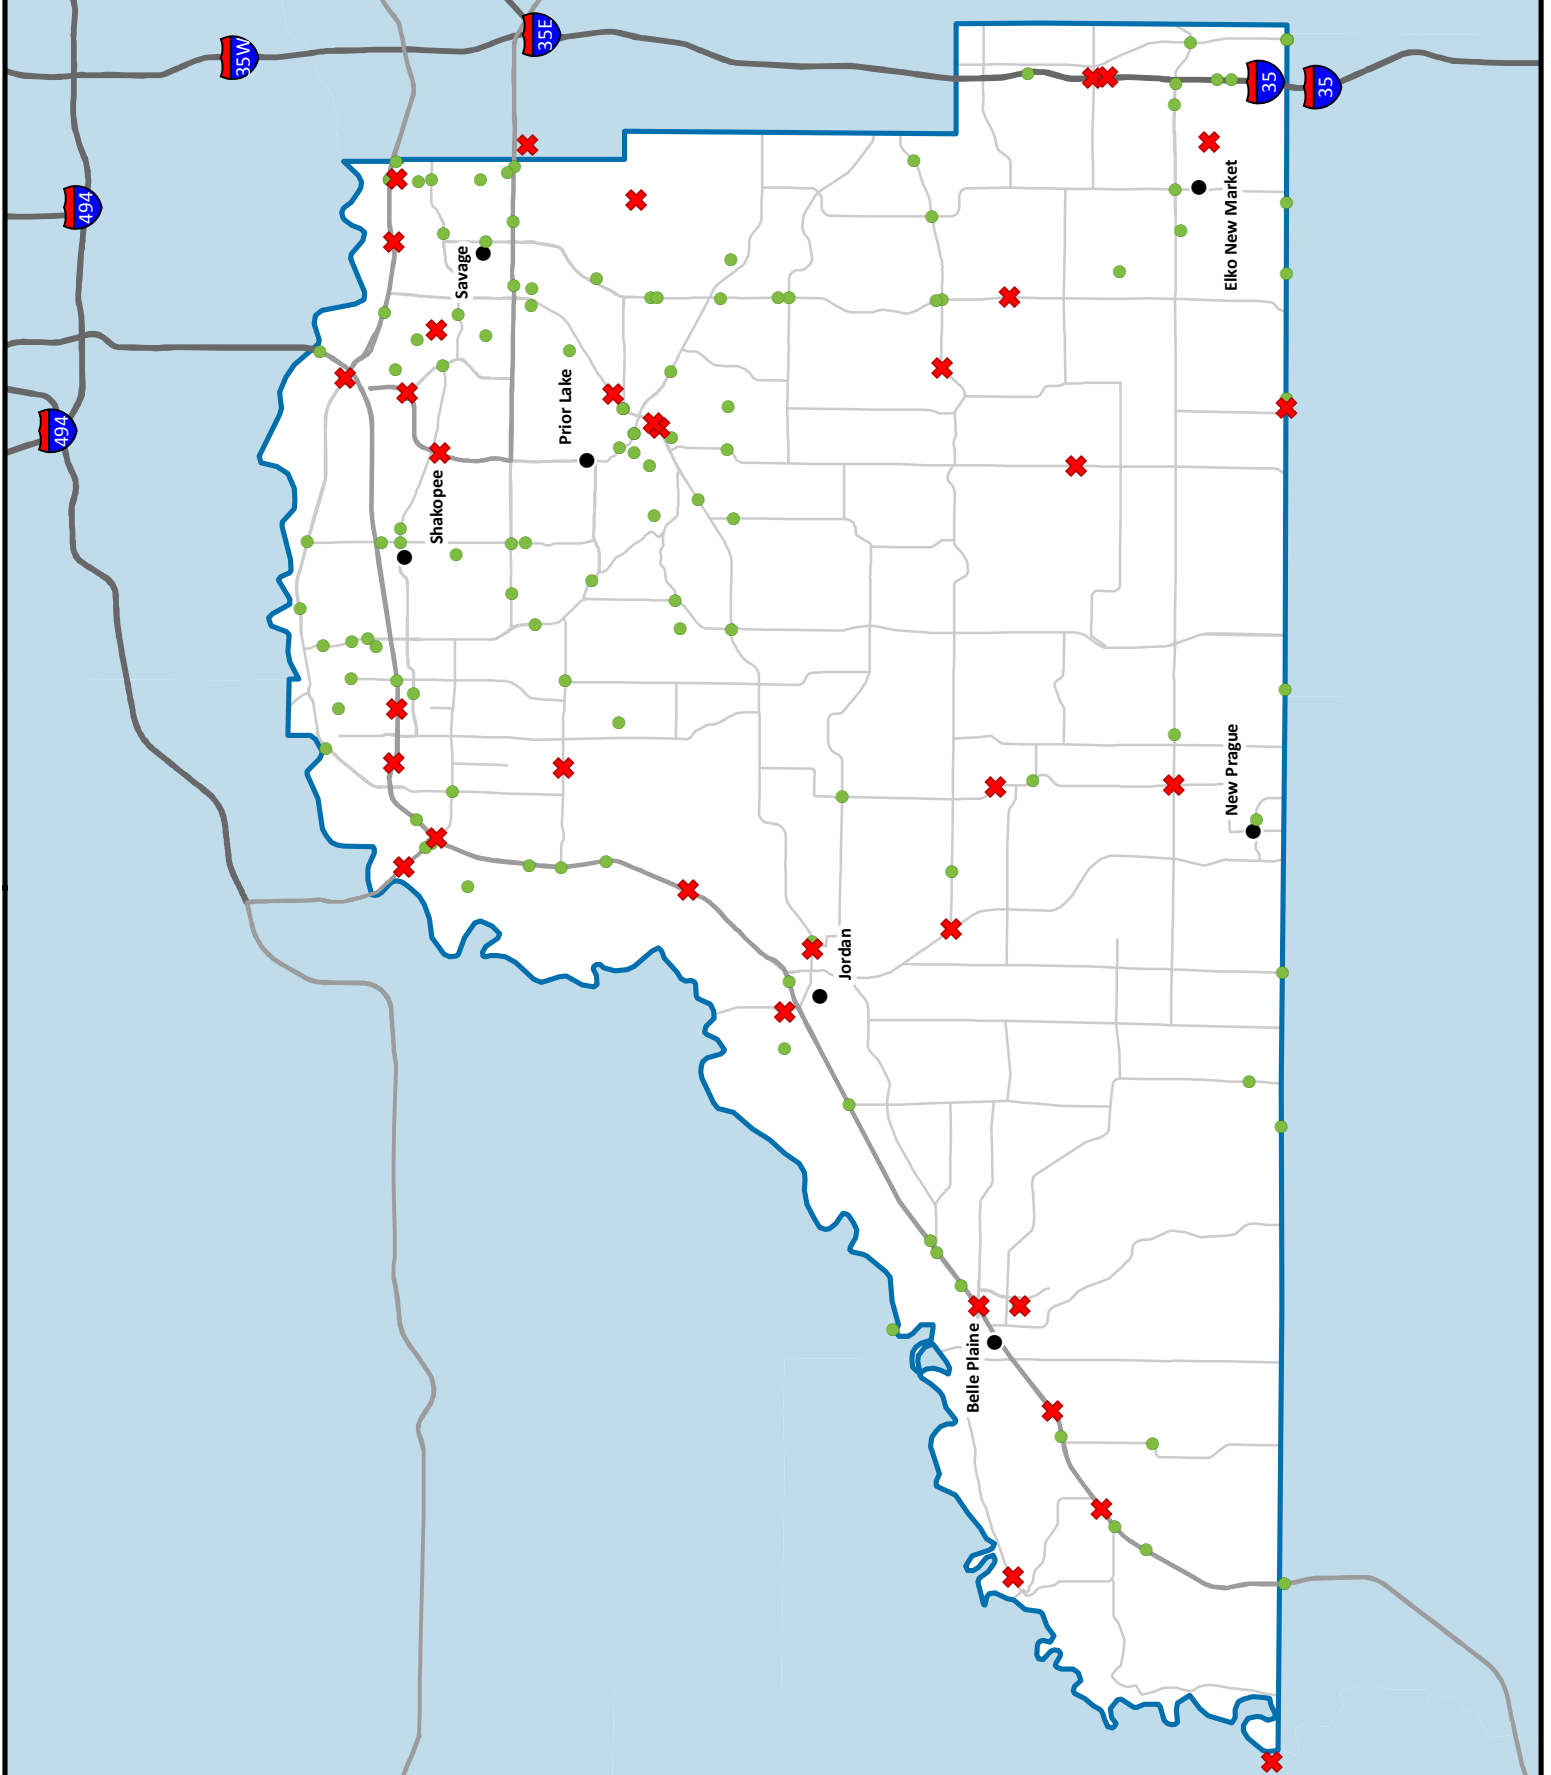 35W
35E
494
494
35
35
Savage
Elko New Market
Prior Lake
Shakopee
New Prague
Jordan
Belle Plaine